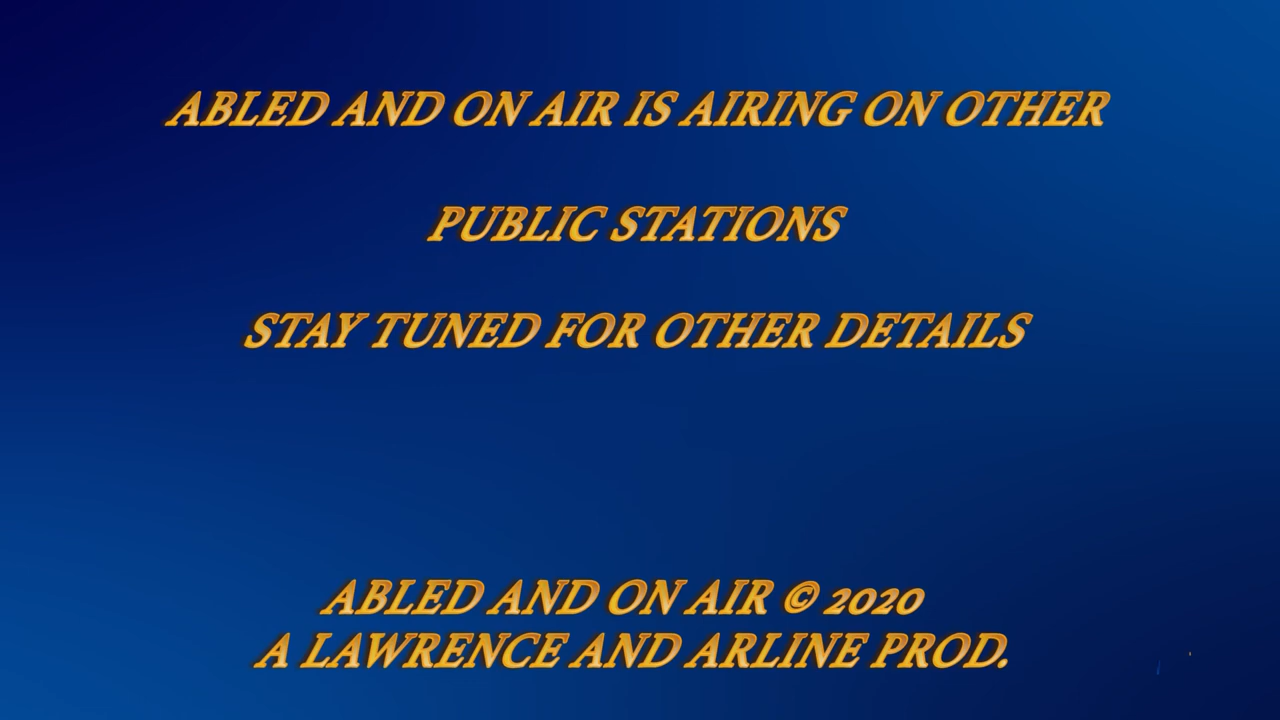 ABLED AND ON AIR IS AIRING ON OTHER
PUBLIC STATIONS
STAY TUNED FOR OTHER DETAILS
ABLED AND ON AIR © 2020
A LAWRENCE AND ARLINE PROD.